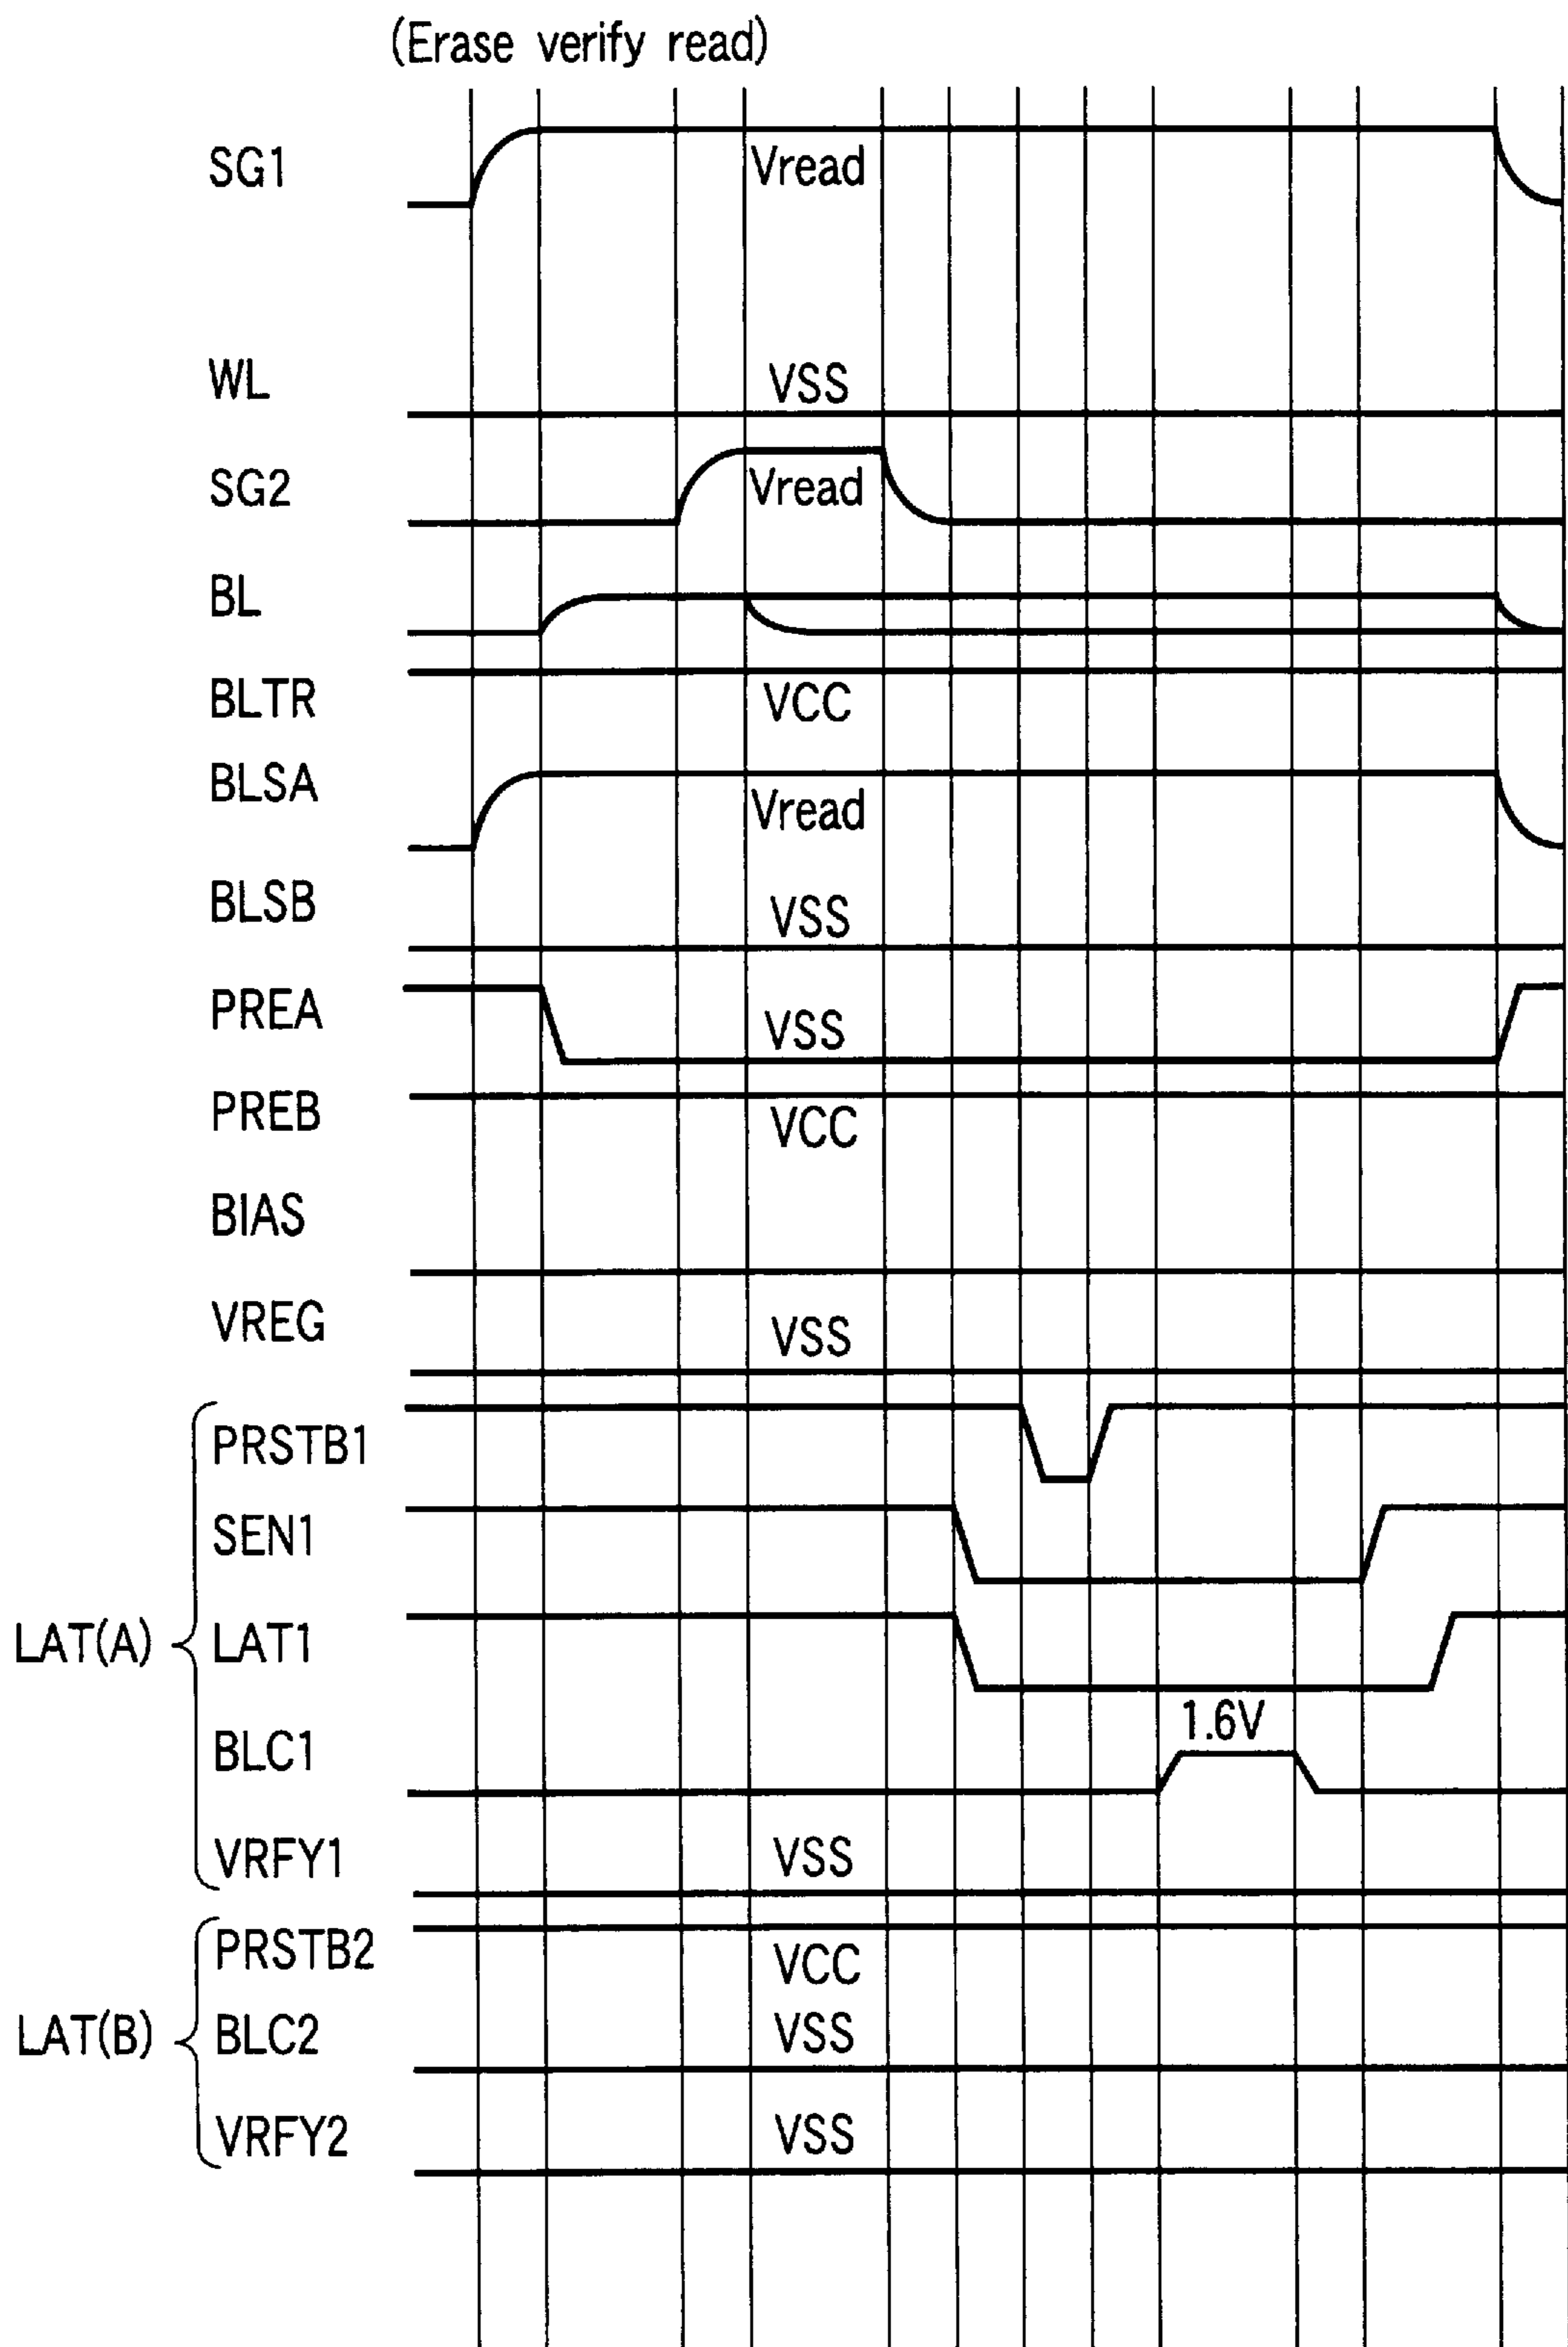 (Erase verify read)
SG1
Vread
WL
VSS
SG2
Vread
BL
BLTR
VCC
BLSA
Vread
BLSB
VSS
PREA
VSS
PREB
VCC
BIAS
VREG
VSS
PRSTB1
SEN1
LAT(A)
LAT1
1.6V
BLC1
VRFY1
VSS
PRSTB2
VCC
LAT(B)
BLC2
VSS
VRFY2
VSS